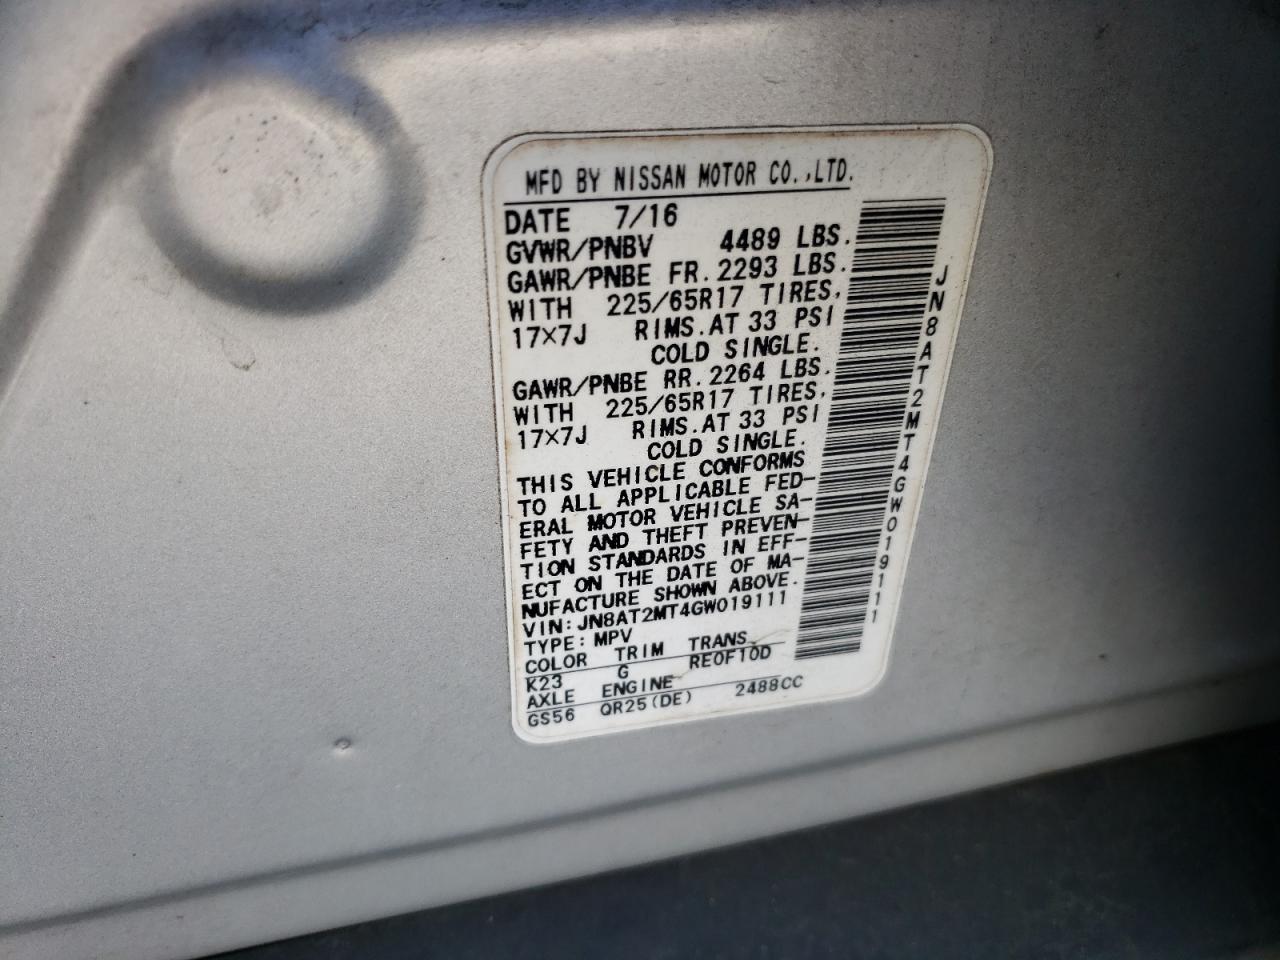 MFD BY NISSAN MOTOR CO.,LTD.
DATE 7/16
GVWR/PNBV 4489 LBS.
GAWR/PNBE FR. 2293 LBS.
WITH 225/65R17 TIRES,
17×7J RIMS. AT 33 PSI
COLD SINGLE.
GAWR/PNBE RR. 2264 LBS.
WITH 225/65R17 TIRES,
17×7J RIMS. AT 33 PSI
COLD SINGLE.
THIS VEHICLE CONFORMS
TO ALL APPLICABLE FED-
ERAL MOTOR VEHICLE SA-
FETY AND THEFT PREVEN-
TION STANDARDS IN EFF-
ECT ON THE DATE OF MA-
NUFACTURE SHOWN ABOVE.
VIN: JN8AT2MT4GW019111
TYPE: MPV
COLOR TRIM TRANS.
K23 G RE0F10D
AXLE ENGINE
GS56 QR25(DE) 2488CC
JN8AT2MT4GW019111